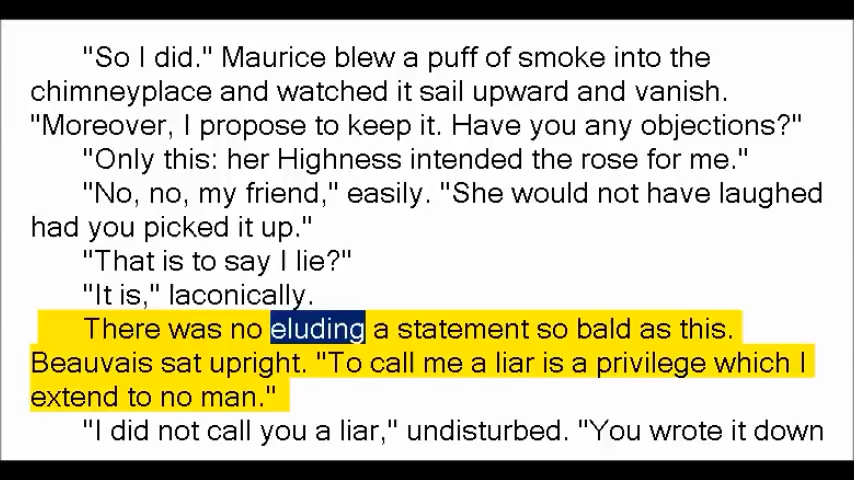 "So I did." Maurice blew a puff of smoke into the
chimneyplace and watched it sail upward and vanish.
"Moreover, I propose to keep it. Have you any objections?"
"Only this: her Highness intended the rose for me."
"No, no, my friend," easily. "She would not have laughed
had you picked it up."
"That is to say I lie?"
"It is," laconically.
There was no eluding a statement so bald as this.
Beauvais sat upright. "To call me a liar is a privilege which I
extend to no man."
"I did not call you a liar," undisturbed. "You wrote it down